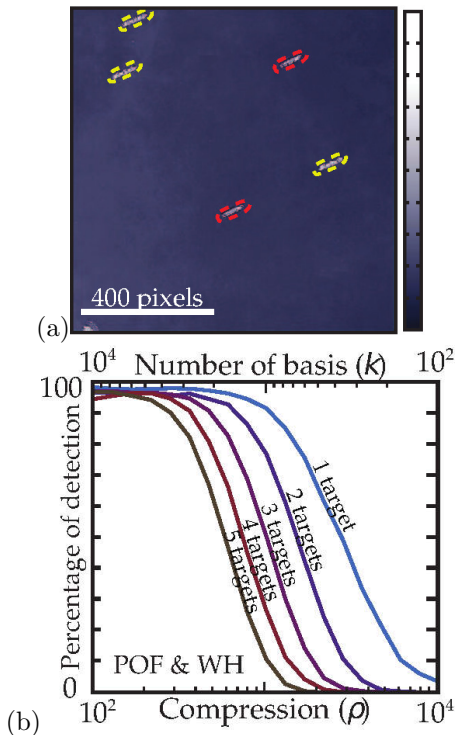 400 pixels
(a)
10^4 Number of basis (k) 10^2
100
Percentage of detection
1 target
2 targets
3 targets
4 targets
5 targets
POF & WH
0
10^2 Compression (ρ) 10^4
(b)